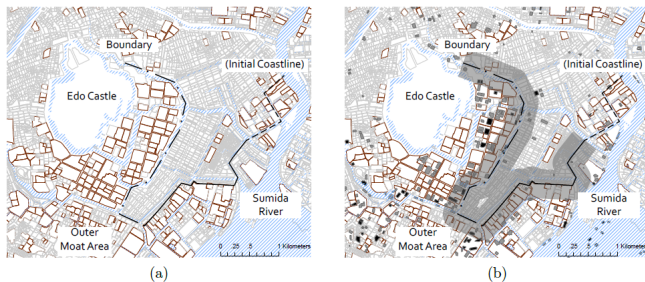 Boundary
(Initial Coastline)
Edo Castle
Sumida
River
Outer
Moat Area
0 25 5 1 Kilometers
(a)
Boundary
(Initial Coastline)
Edo Castle
Sumida
River
Outer
Moat Area
0 25 5 1 Kilometers
(b)